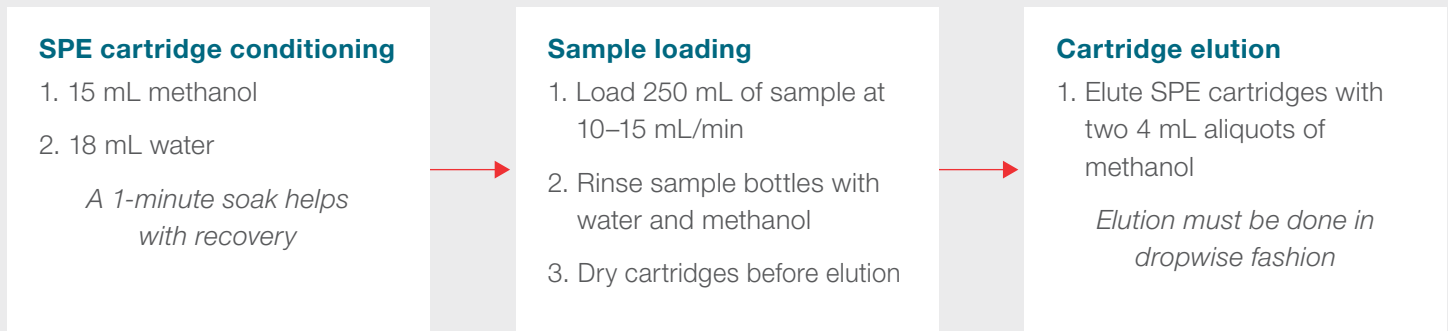 SPE cartridge conditioning
1. 15 mL methanol
2. 18 mL water
A 1-minute soak helps
with recovery
Sample loading
1. Load 250 mL of sample at
10–15 mL/min
2. Rinse sample bottles with
water and methanol
3. Dry cartridges before elution
Cartridge elution
1. Elute SPE cartridges with
two 4 mL aliquots of
methanol
Elution must be done in
dropwise fashion